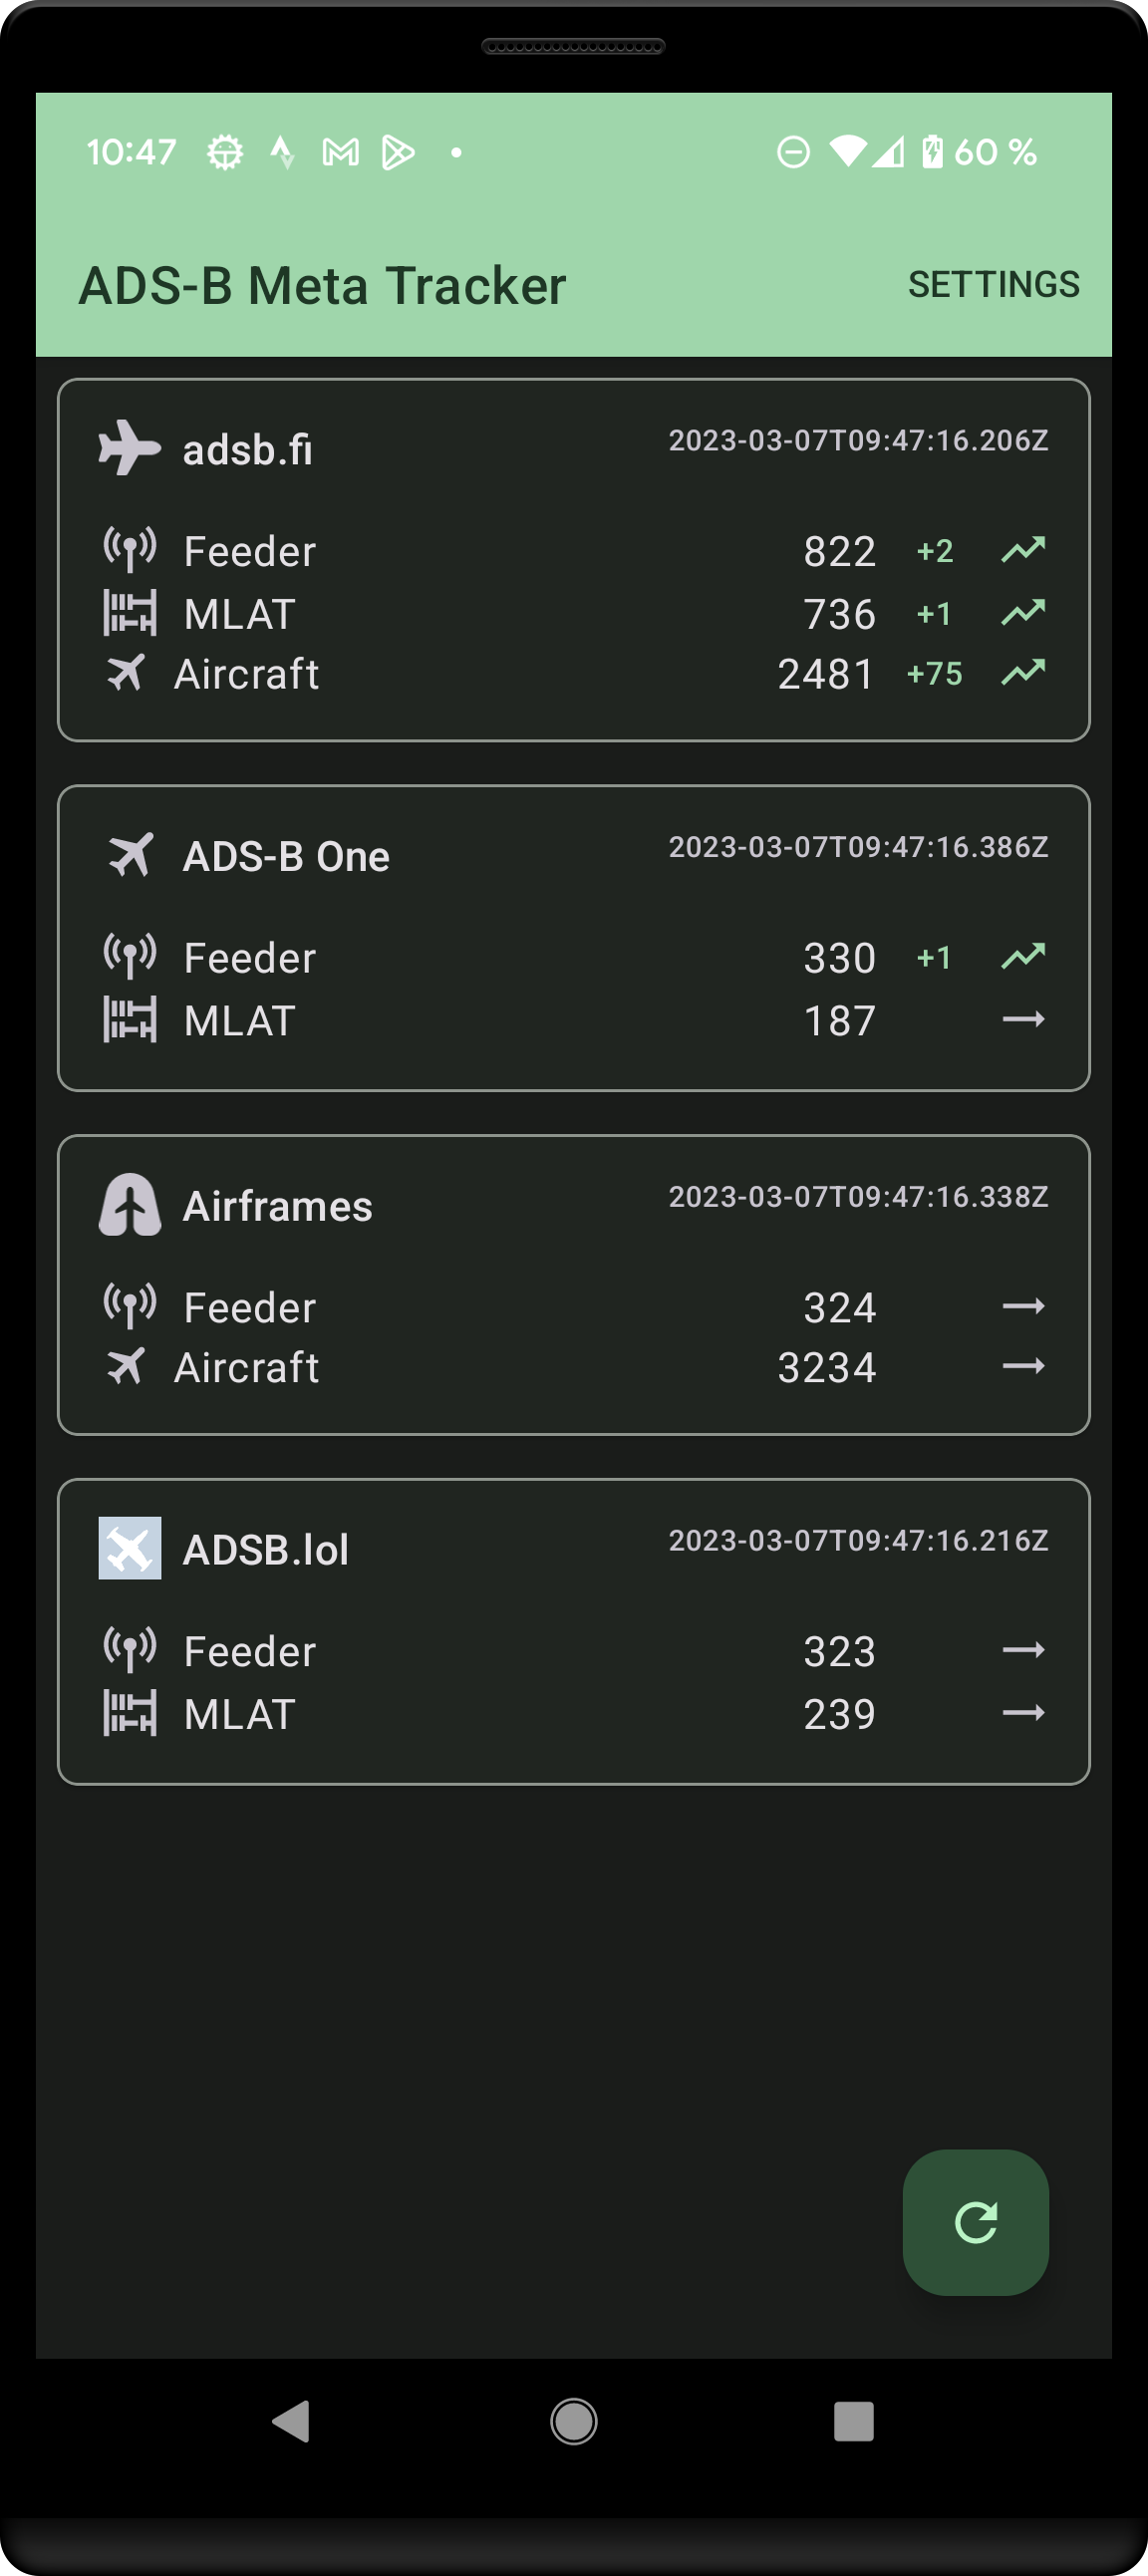 10:47 60 %
ADS-B Meta Tracker SETTINGS
adsb.fi 2023-03-07T09:47:16.206Z
Feeder 822 +2
MLAT 736 +1
Aircraft 2481 +75
ADS-B One 2023-03-07T09:47:16.386Z
Feeder 330 +1
MLAT 187
Airframes 2023-03-07T09:47:16.338Z
Feeder 324
Aircraft 3234
ADSB.lol 2023-03-07T09:47:16.216Z
Feeder 323
MLAT 239